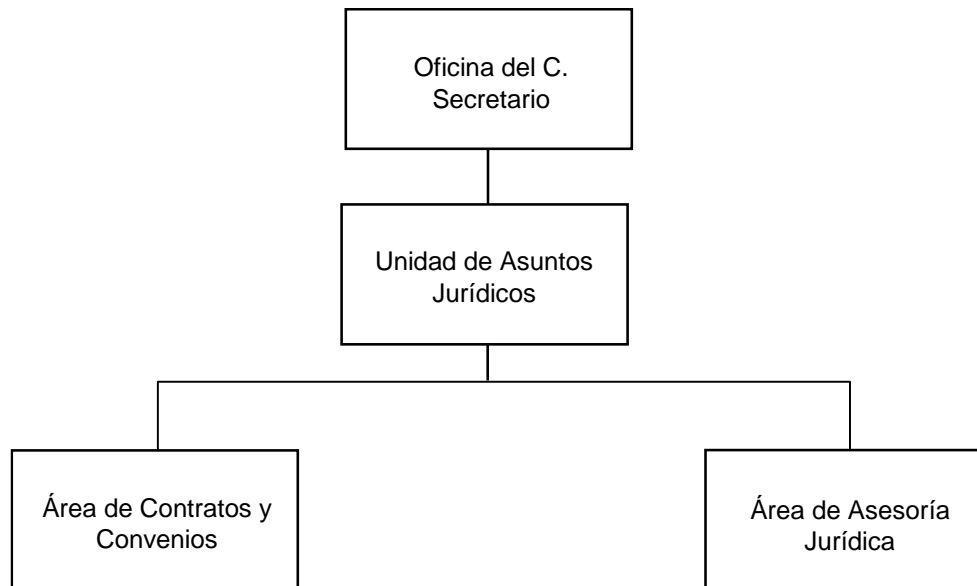 Oficina del C.
Secretario
Unidad de Asuntos
Jurídicos
Área de Contratos y
Convenios
Área de Asesoría
Jurídica